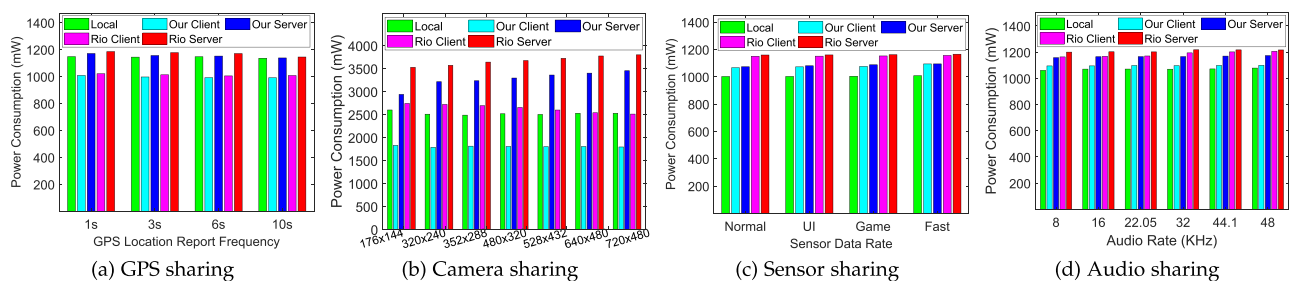 Power Consumption (mW)
1400
1200
1000
800
600
400
200
Local
Our Client
Our Server
Rio Client
Rio Server
1s
3s
6s
10s
GPS Location Report Frequency
(a) GPS sharing
Power Consumption (mW)
4000
3500
3000
2500
2000
1500
1000
500
0
Local
Our Client
Our Server
Rio Client
Rio Server
176x144
320x240
352x288
480x320
528x432
640x480
720x480
(b) Camera sharing
Power Consumption (mW)
1400
1200
1000
800
600
400
200
Local
Our Client
Our Server
Rio Client
Rio Server
Normal
UI
Game
Fast
Sensor Data Rate
(c) Sensor sharing
Power Consumption (mW)
1400
1200
1000
800
600
400
200
Local
Our Client
Our Server
Rio Client
Rio Server
8
16
22.05
32
44.1
48
Audio Rate (KHz)
(d) Audio sharing